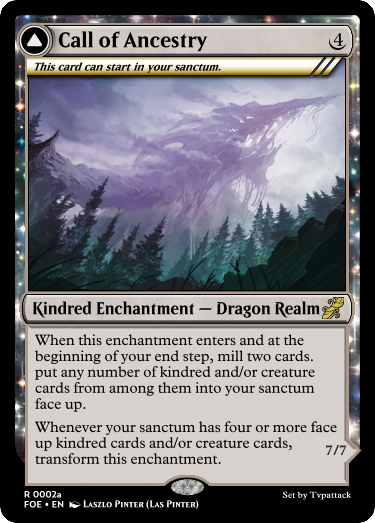 Call of Ancestry 4
This card can start in your sanctum.
Kindred Enchantment — Dragon Realm
When this enchantment enters and at the
beginning of your end step, mill two cards.
put any number of kindred and/or creature
cards from among them into your sanctum
face up.
Whenever your sanctum has four or more face
up kindred cards and/or creature cards,
transform this enchantment.
7/7
R 0002a
FOE • EN Laszlo Pinter (Las Pinter)
Set by Tvpattack